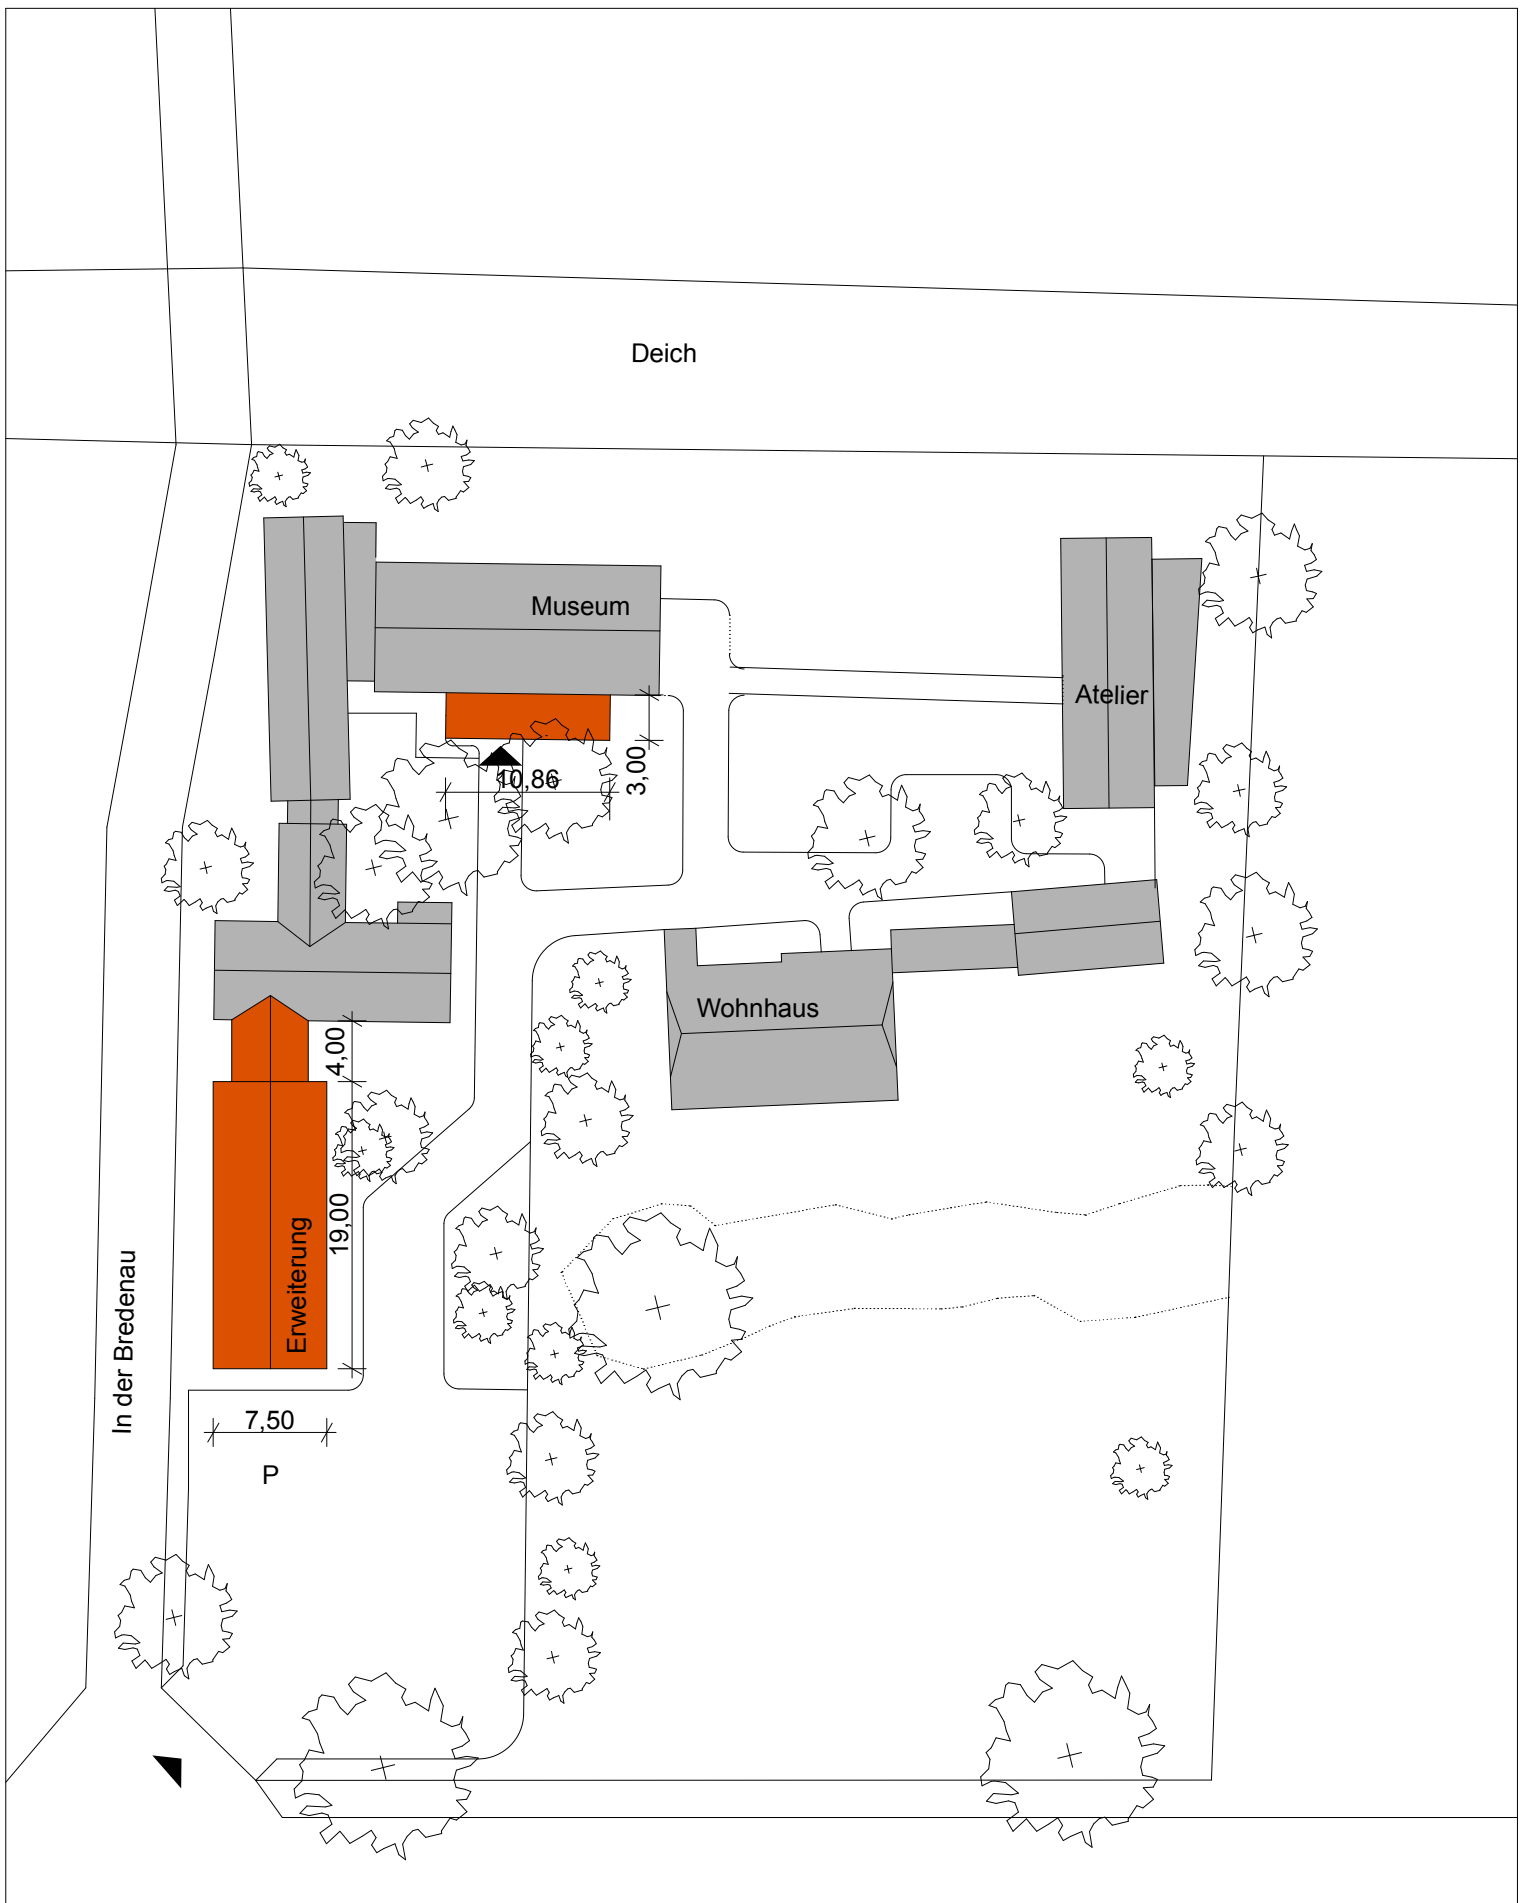 Deich
Museum
Atelier
10,86
3,00
Wohnhaus
4,00
19,00
Erweiterung
In der Bredenau
7,50
P